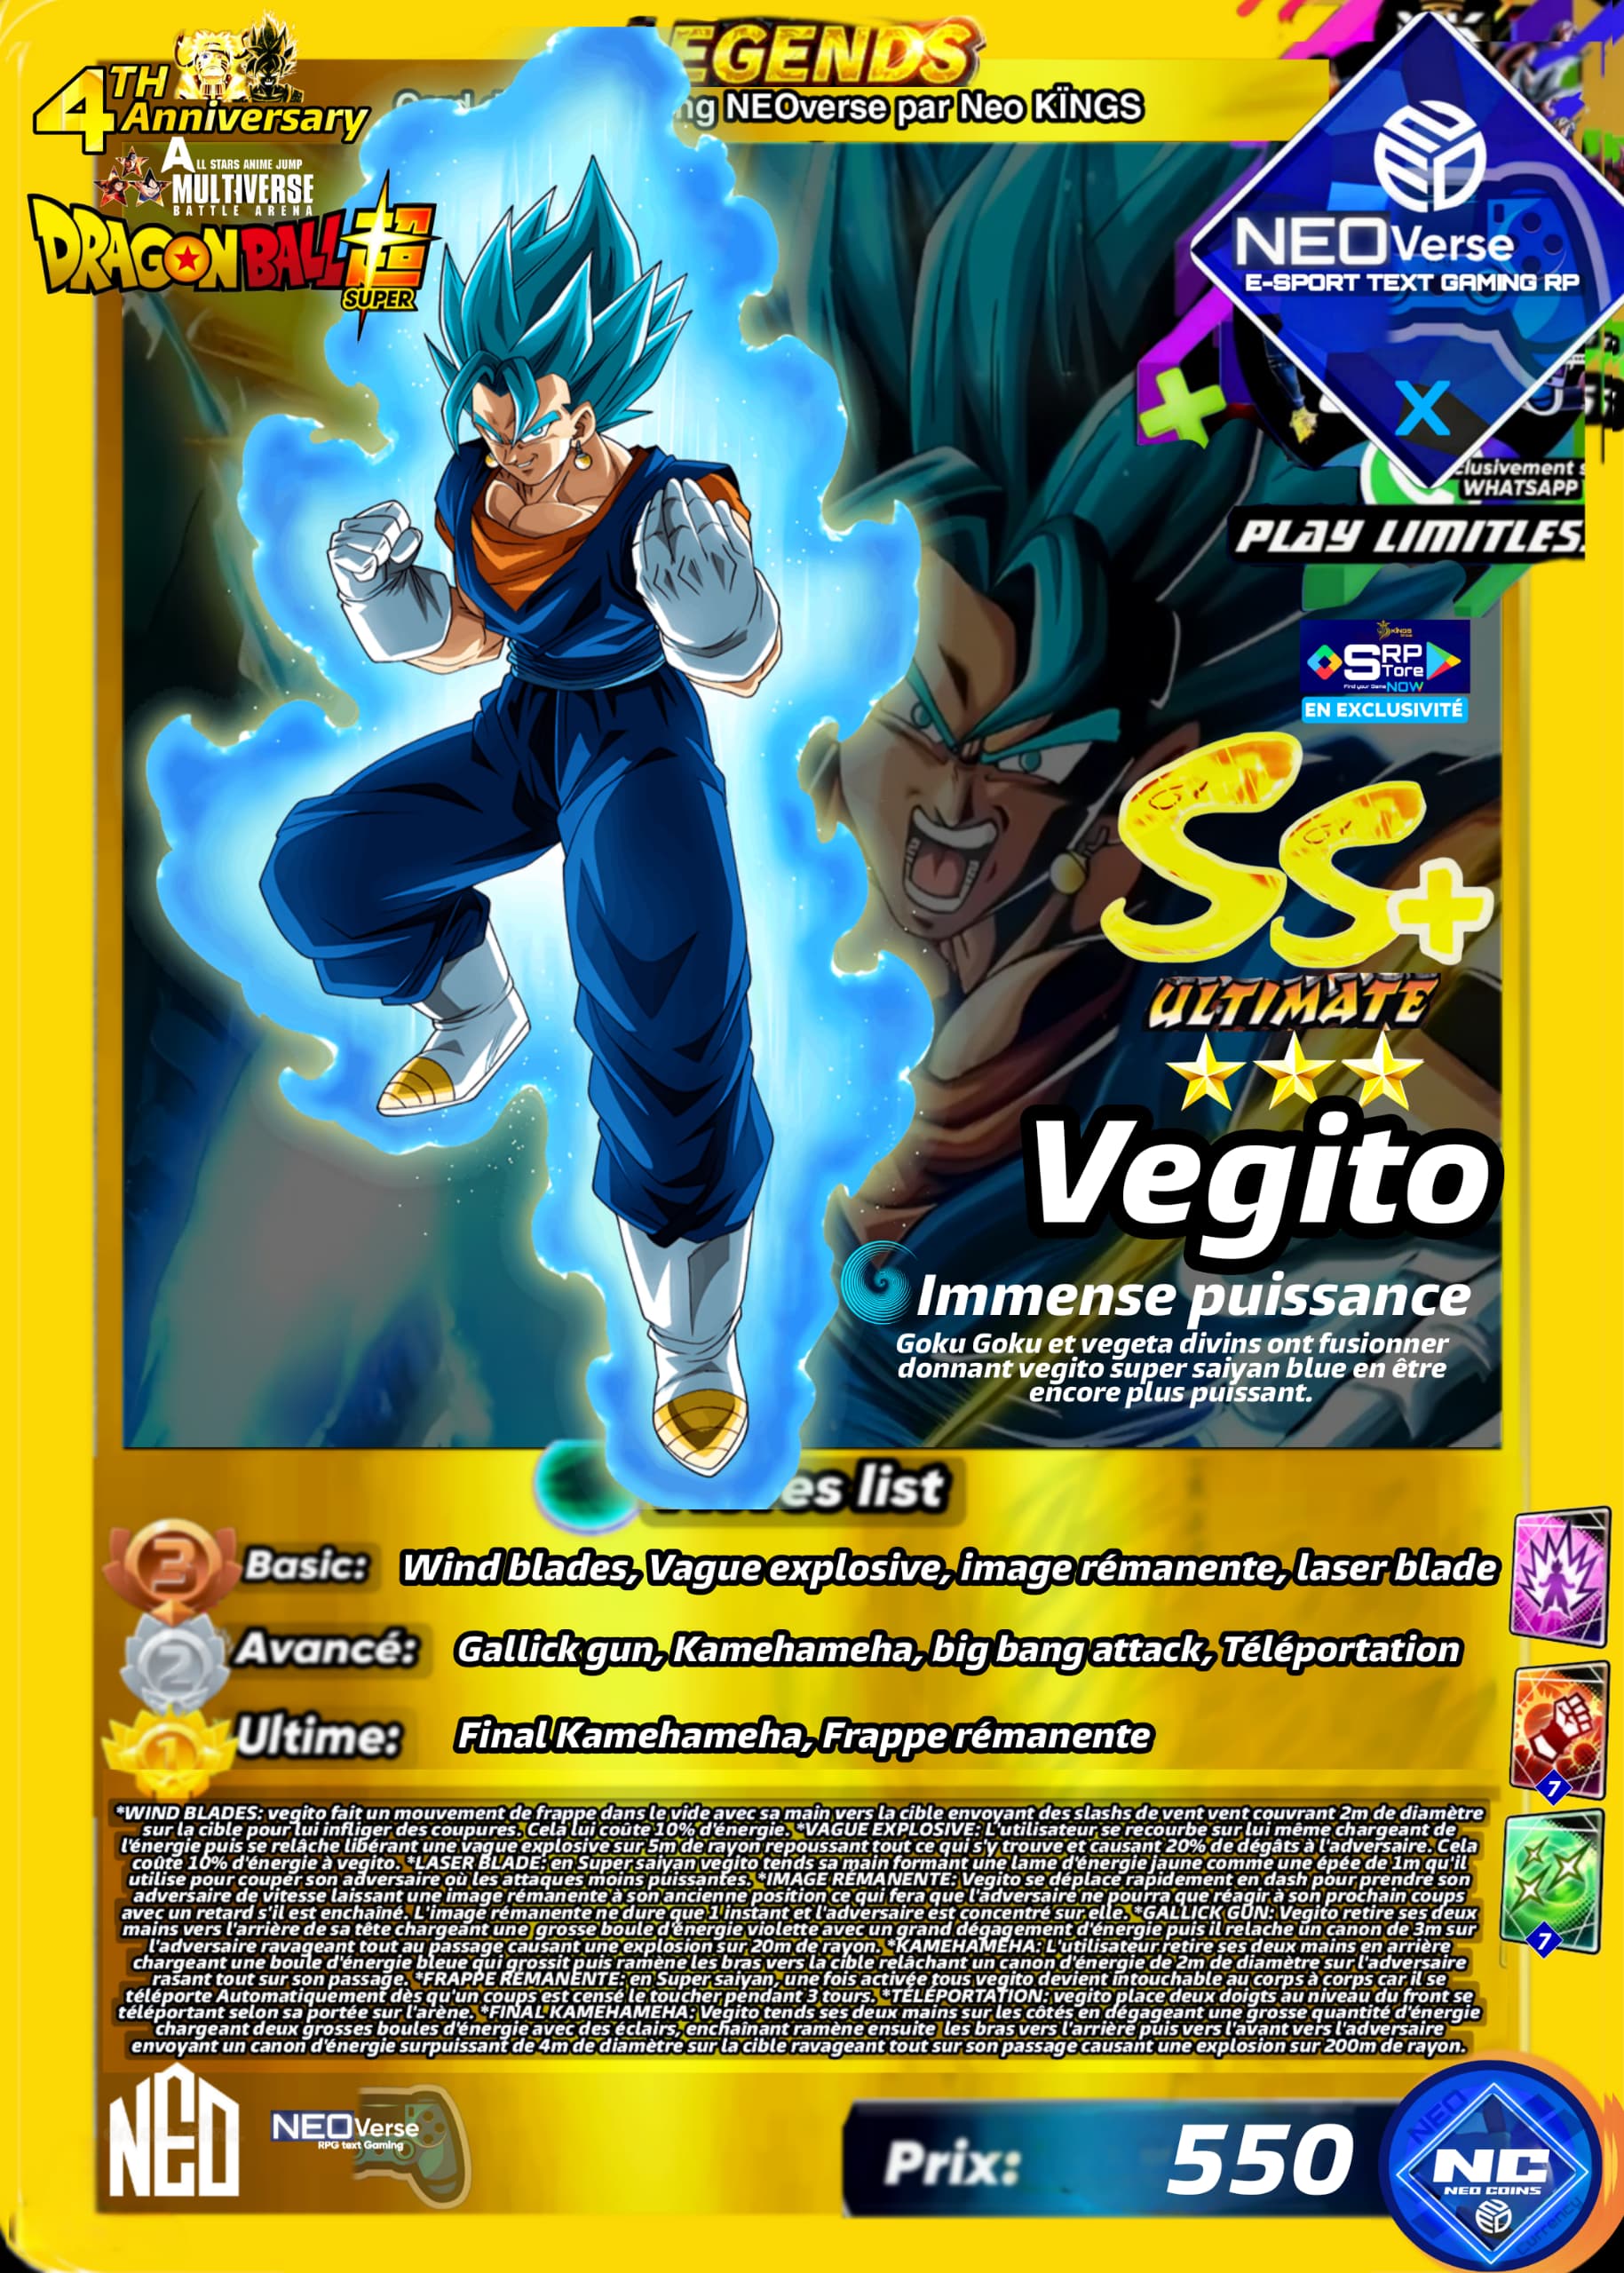 4TH
Anniversary
ALL STARS ANIME JUMP
MULTIVERSE
BATTLE ARENA
DRAGON BALL 超
SUPER
EGENDS
ng NEOverse par Neo KÏNGS
NEOVerse
E-SPORT TEXT GAMING RP
X
clusivement
WHATSAPP
PLAY LIMITLES
SRP
Tore
Find your Game NOW
EN EXCLUSIVITÉ
SS+
ULTIMATE
Vegito
Immense puissance
Goku Goku et vegeta divins ont fusionner
donnant vegito super saiyan blue en être
encore plus puissant.
es list
3 Basic: Wind blades, Vague explosive, image rémanente, laser blade
2 Avancé: Gallick gun, Kamehameha, big bang attack, Téléportation
1 Ultime: Final Kamehameha, Frappe rémanente
7
7
*WIND BLADES: vegito fait un mouvement de frappe dans le vide avec sa main vers la cible envoyant des slashs de vent vent couvrant 2m de diamètre
sur la cible pour lui infliger des coupures. Cela lui coûte 10% d'énergie. *VAGUE EXPLOSIVE: L'utilisateur se recourbe sur lui même chargeant de
l'énergie puis se relâche libérant une vague explosive sur 5m de rayon repoussant tout ce qui s'y trouve et causant 20% de dégâts à l'adversaire. Cela
coûte 10% d'énergie à vegito. *LASER BLADE: en Super saiyan vegito tends sa main formant une lame d'énergie jaune comme une épée de 1m qu'il
utilise pour couper son adversaire ou les attaques moins puissantes. *IMAGE RÉMANENTE: Vegito se déplace rapidement en dash pour prendre son
adversaire de vitesse laissant une image rémanente à son ancienne position ce qui fera que l'adversaire ne pourra que réagir à son prochain coups
avec un retard s'il est enchaîné. L'image rémanente ne dure que 1 instant et l'adversaire est concentré sur elle. *GALLICK GUN: Vegito retire ses deux
mains vers l'arrière de sa tête chargeant une grosse boule d'énergie violette avec un grand dégagement d'énergie puis il relache un canon de 3m sur
l'adversaire ravageant tout au passage causant une explosion sur 20m de rayon. *KAMEHAMEHA: L'utilisateur retire ses deux mains en arrière
chargeant une boule d'énergie bleue qui grossit puis ramène les bras vers la cible relâchant un canon d'énergie de 2m de diamètre sur l'adversaire
rasant tout sur son passage. *FRAPPE RÉMANENTE: en Super saiyan, une fois activée tous vegito devient intouchable au corps à corps car il se
téléporte Automatiquement dès qu'un coups est censé le toucher pendant 3 tours. *TÉLÉPORTATION: vegito place deux doigts au niveau du front se
téléportant selon sa portée sur l'arène. *FINAL KAMEHAMEHA: Vegito tends ses deux mains sur les côtés en dégageant une grosse quantité d'énergie
chargeant deux grosses boules d'énergie avec des éclairs, enchaînant ramène ensuite les bras vers l'arrière puis vers l'avant vers l'adversaire
envoyant un canon d'énergie surpuissant de 4m de diamètre sur la cible ravageant tout sur son passage causant une explosion sur 200m de rayon.
NEO
NEOVerse
RPG text Gaming
Prix: 550
NC
NEO COINS